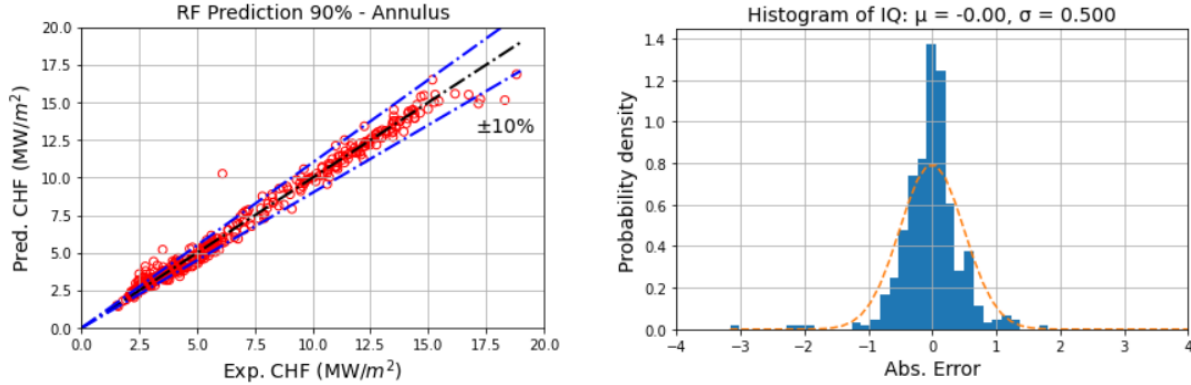 RF Prediction 90% - Annulus
20.0
17.5
15.0
12.5
10.0
7.5
5.0
2.5
0.0
Pred. CHF (MW/m²)
±10%
0.0 2.5 5.0 7.5 10.0 12.5 15.0 17.5 20.0
Exp. CHF (MW/m²)
Histogram of IQ: μ = -0.00, σ = 0.500
1.4
1.2
1.0
0.8
0.6
0.4
0.2
0.0
Probability density
−4 −3 −2 −1 0 1 2 3 4
Abs. Error